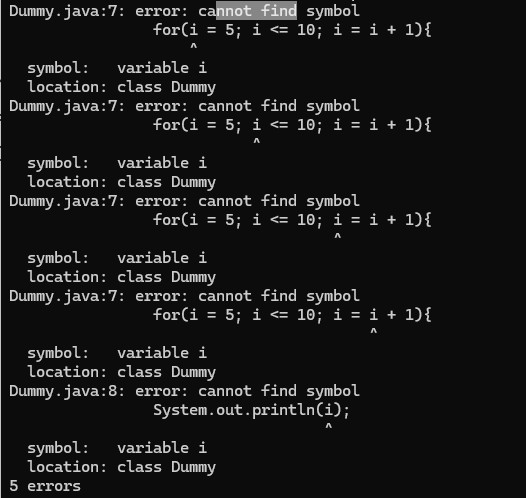 Dummy.java:7: error: cannot find symbol
                for(i = 5; i <= 10; i = i + 1){
                    ^
  symbol:   variable i
  location: class Dummy
Dummy.java:7: error: cannot find symbol
                for(i = 5; i <= 10; i = i + 1){
                           ^
  symbol:   variable i
  location: class Dummy
Dummy.java:7: error: cannot find symbol
                for(i = 5; i <= 10; i = i + 1){
                                    ^
  symbol:   variable i
  location: class Dummy
Dummy.java:7: error: cannot find symbol
                for(i = 5; i <= 10; i = i + 1){
                                        ^
  symbol:   variable i
  location: class Dummy
Dummy.java:8: error: cannot find symbol
                System.out.println(i);
                                   ^
  symbol:   variable i
  location: class Dummy
5 errors